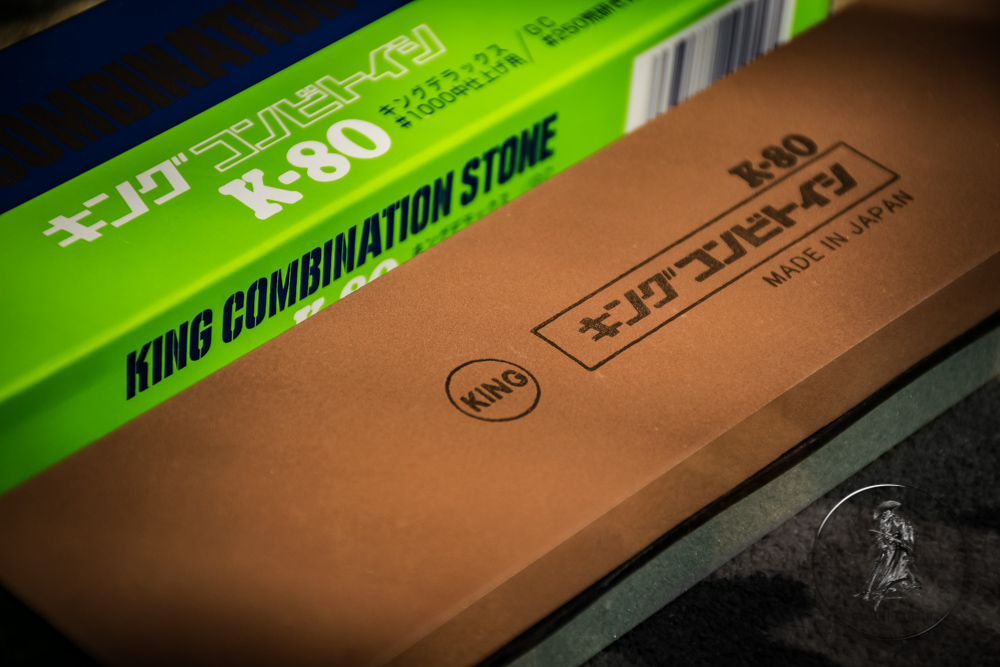 COMBINATION
キング コンビトイシ
K-80
キングデラックス
#1000中仕上げ用
GC
KING COMBINATION STONE
K-80
K-80
キング コンビトイシ
MADE IN JAPAN
KING